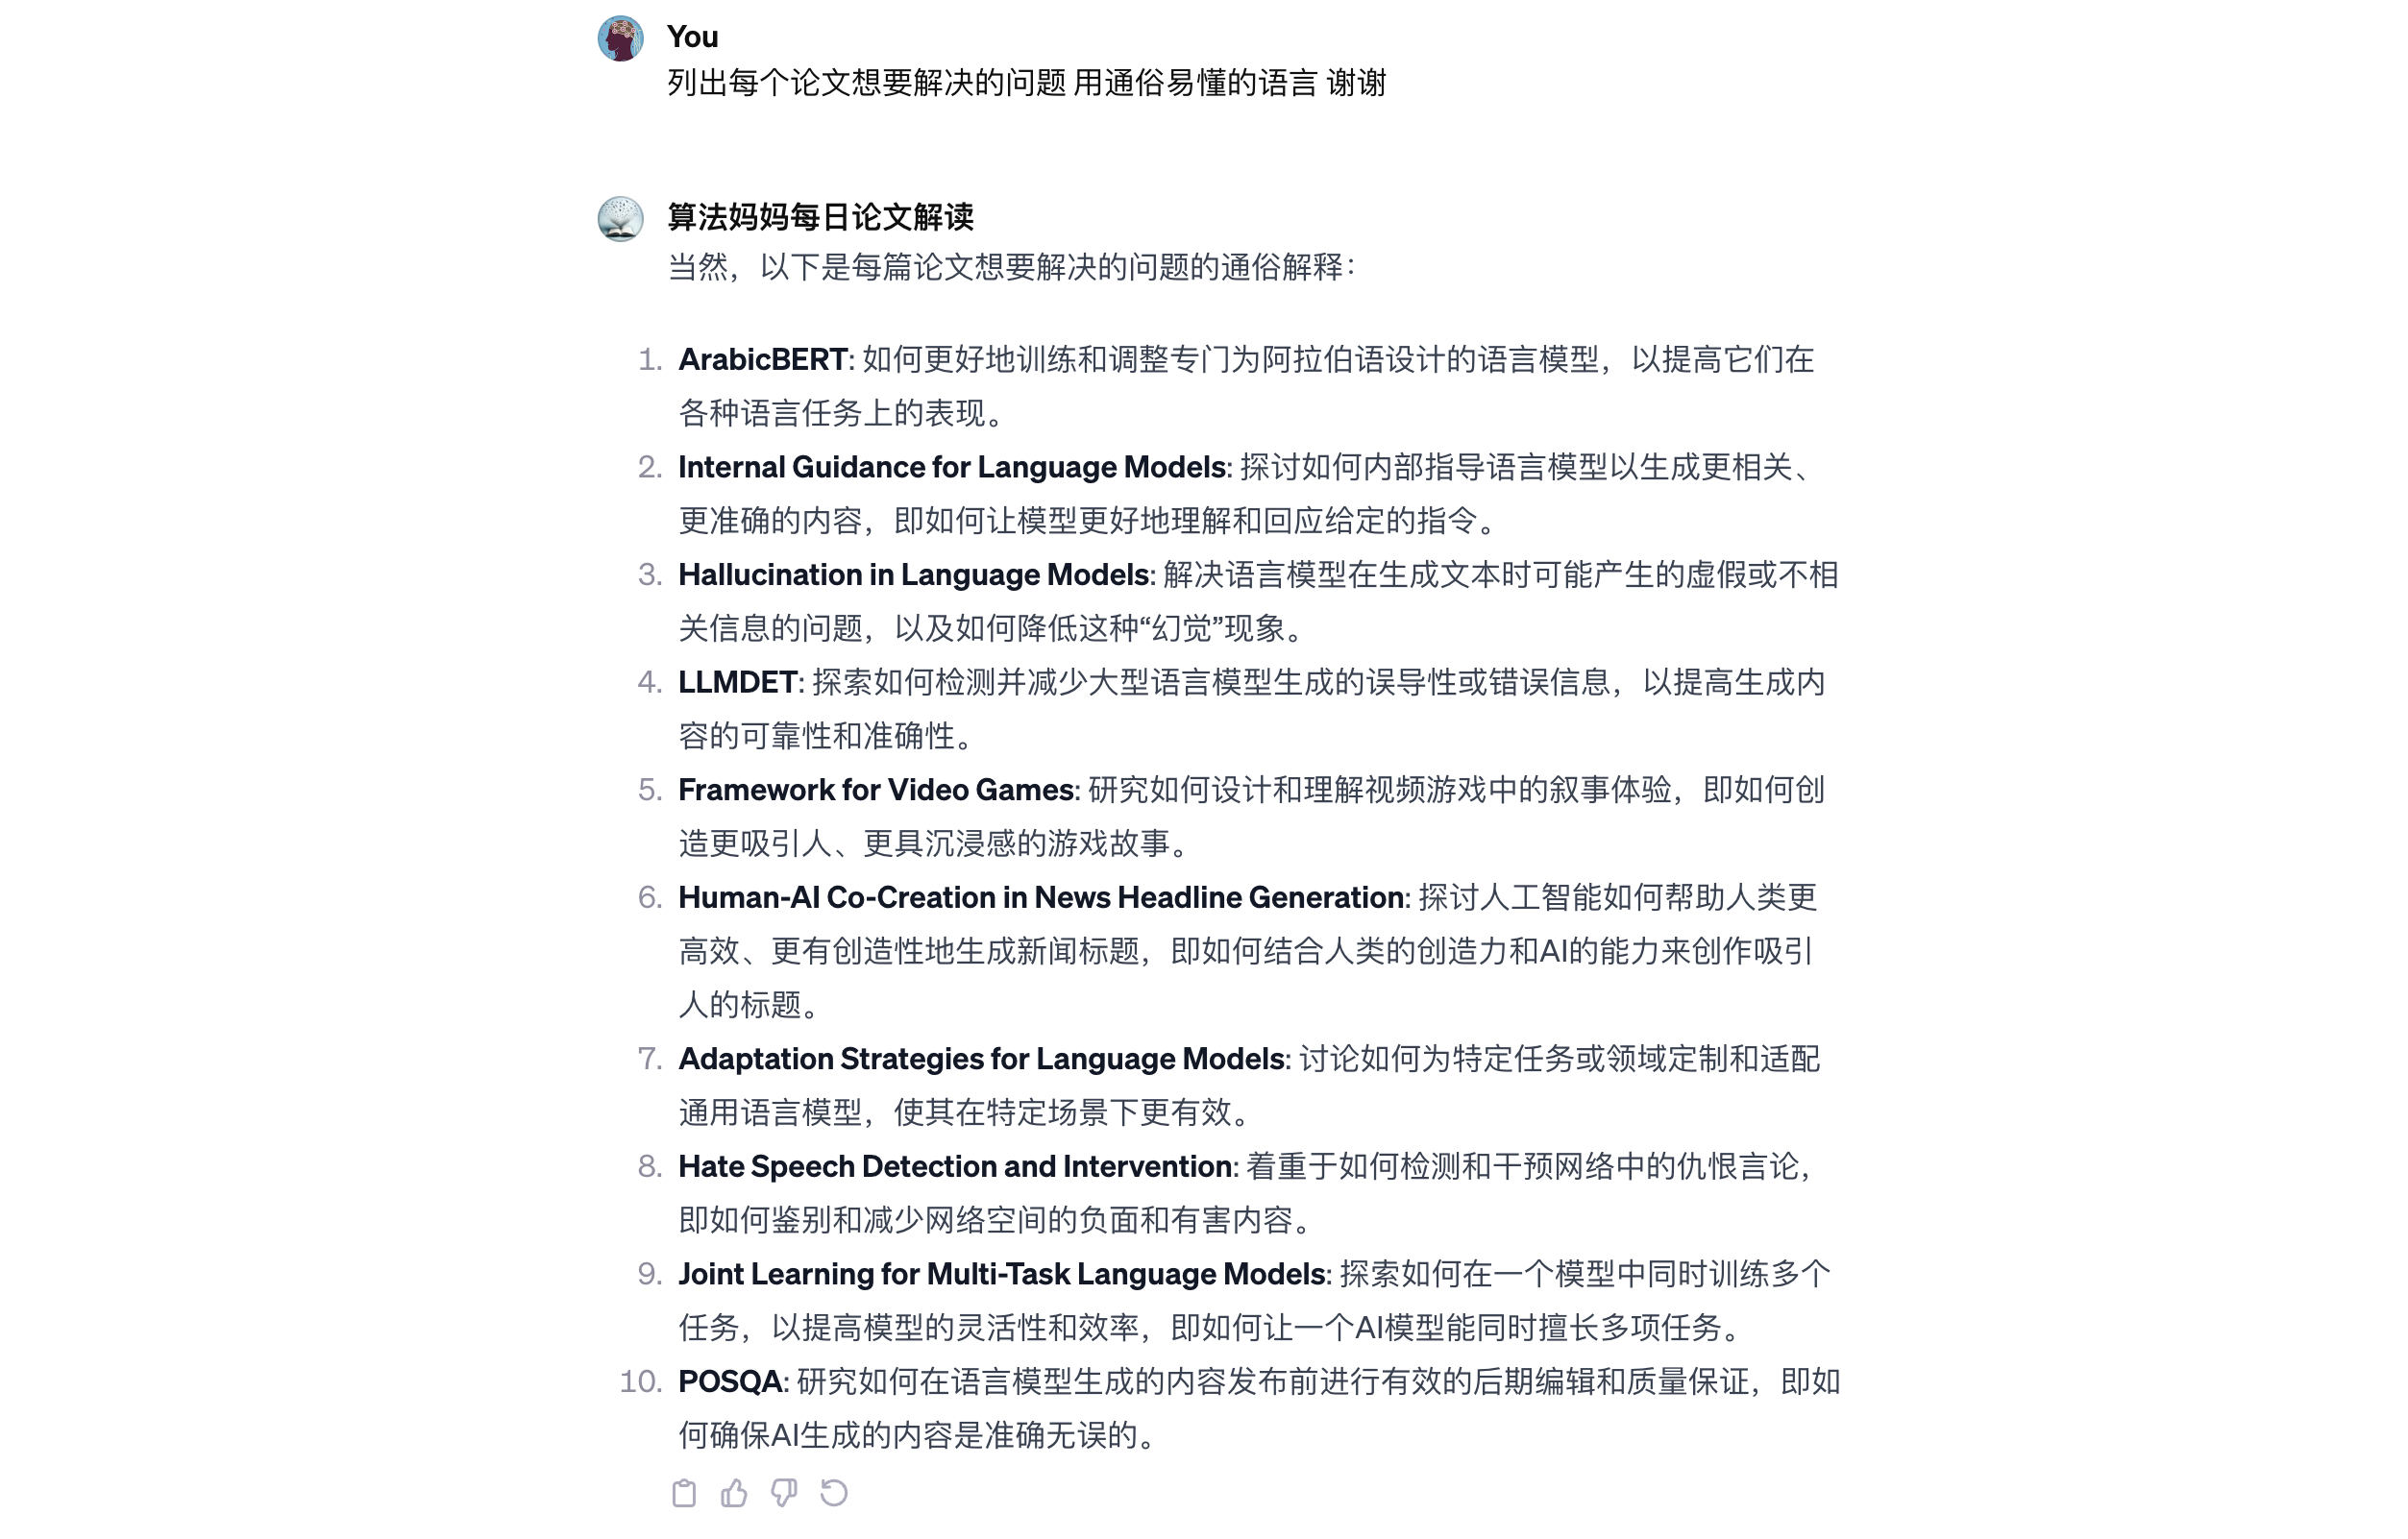 You
列出每个论文想要解决的问题 用通俗易懂的语言 谢谢
算法妈妈每日论文解读
当然，以下是每篇论文想要解决的问题的通俗解释：
1. ArabicBERT: 如何更好地训练和调整专门为阿拉伯语设计的语言模型，以提高它们在
各种语言任务上的表现。
2. Internal Guidance for Language Models: 探讨如何内部指导语言模型以生成更相关、
更准确的内容，即如何让模型更好地理解和回应给定的指令。
3. Hallucination in Language Models: 解决语言模型在生成文本时可能产生的虚假或不相
关信息的问题，以及如何降低这种“幻觉”现象。
4. LLMDET: 探索如何检测并减少大型语言模型生成的误导性或错误信息，以提高生成内
容的可靠性和准确性。
5. Framework for Video Games: 研究如何设计和理解视频游戏中的叙事体验，即如何创
造更吸引人、更具沉浸感的游戏故事。
6. Human-AI Co-Creation in News Headline Generation: 探讨人工智能如何帮助人类更
高效、更有创造性地生成新闻标题，即如何结合人类的创造力和AI的能力来创作吸引
人的标题。
7. Adaptation Strategies for Language Models: 讨论如何为特定任务或领域定制和适配
通用语言模型，使其在特定场景下更有效。
8. Hate Speech Detection and Intervention: 着重于如何检测和干预网络中的仇恨言论，
即如何鉴别和减少网络空间的负面和有害内容。
9. Joint Learning for Multi-Task Language Models: 探索如何在一个模型中同时训练多个
任务，以提高模型的灵活性和效率，即如何让一个AI模型能同时擅长多项任务。
10. POSQA: 研究如何在语言模型生成的内容发布前进行有效的后期编辑和质量保证，即如
何确保AI生成的内容是准确无误的。